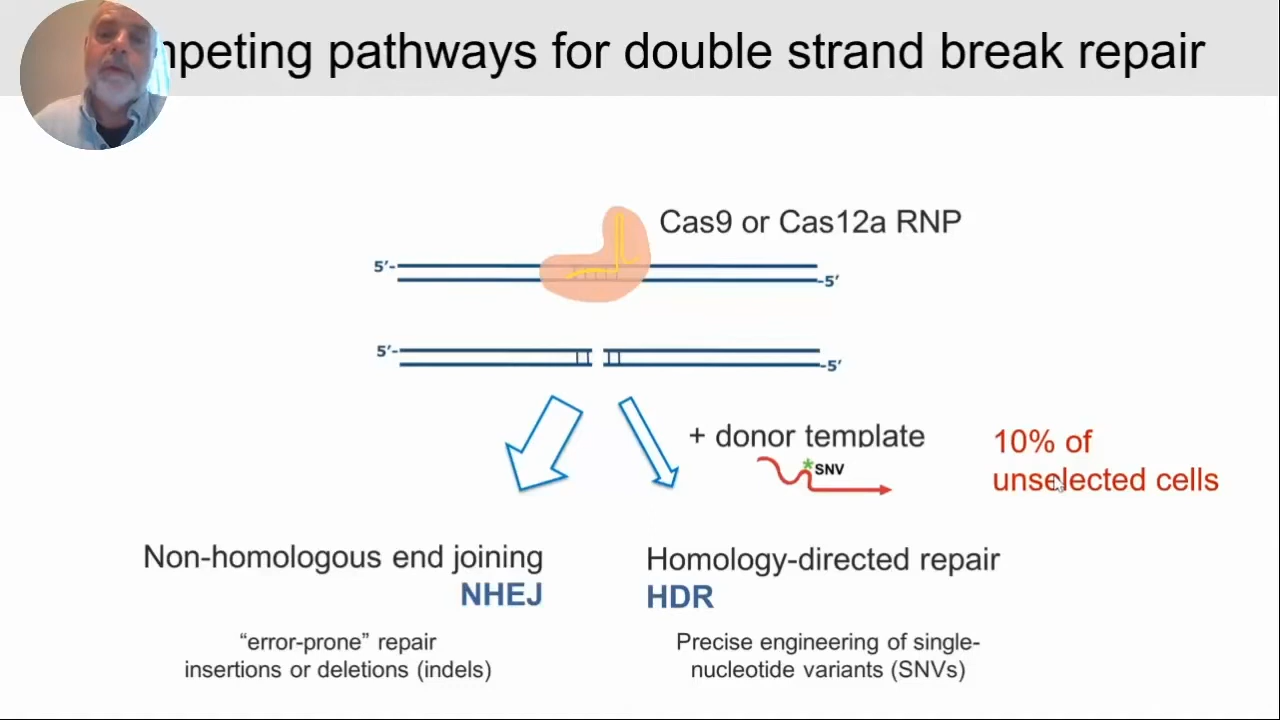 mpeting pathways for double strand break repair
Cas9 or Cas12a RNP
5’-
-5’
5’-
-5’
+ donor template
*SNV
10% of
unselected cells
Non-homologous end joining
NHEJ
Homology-directed repair
HDR
“error-prone” repair
insertions or deletions (indels)
Precise engineering of single-
nucleotide variants (SNVs)